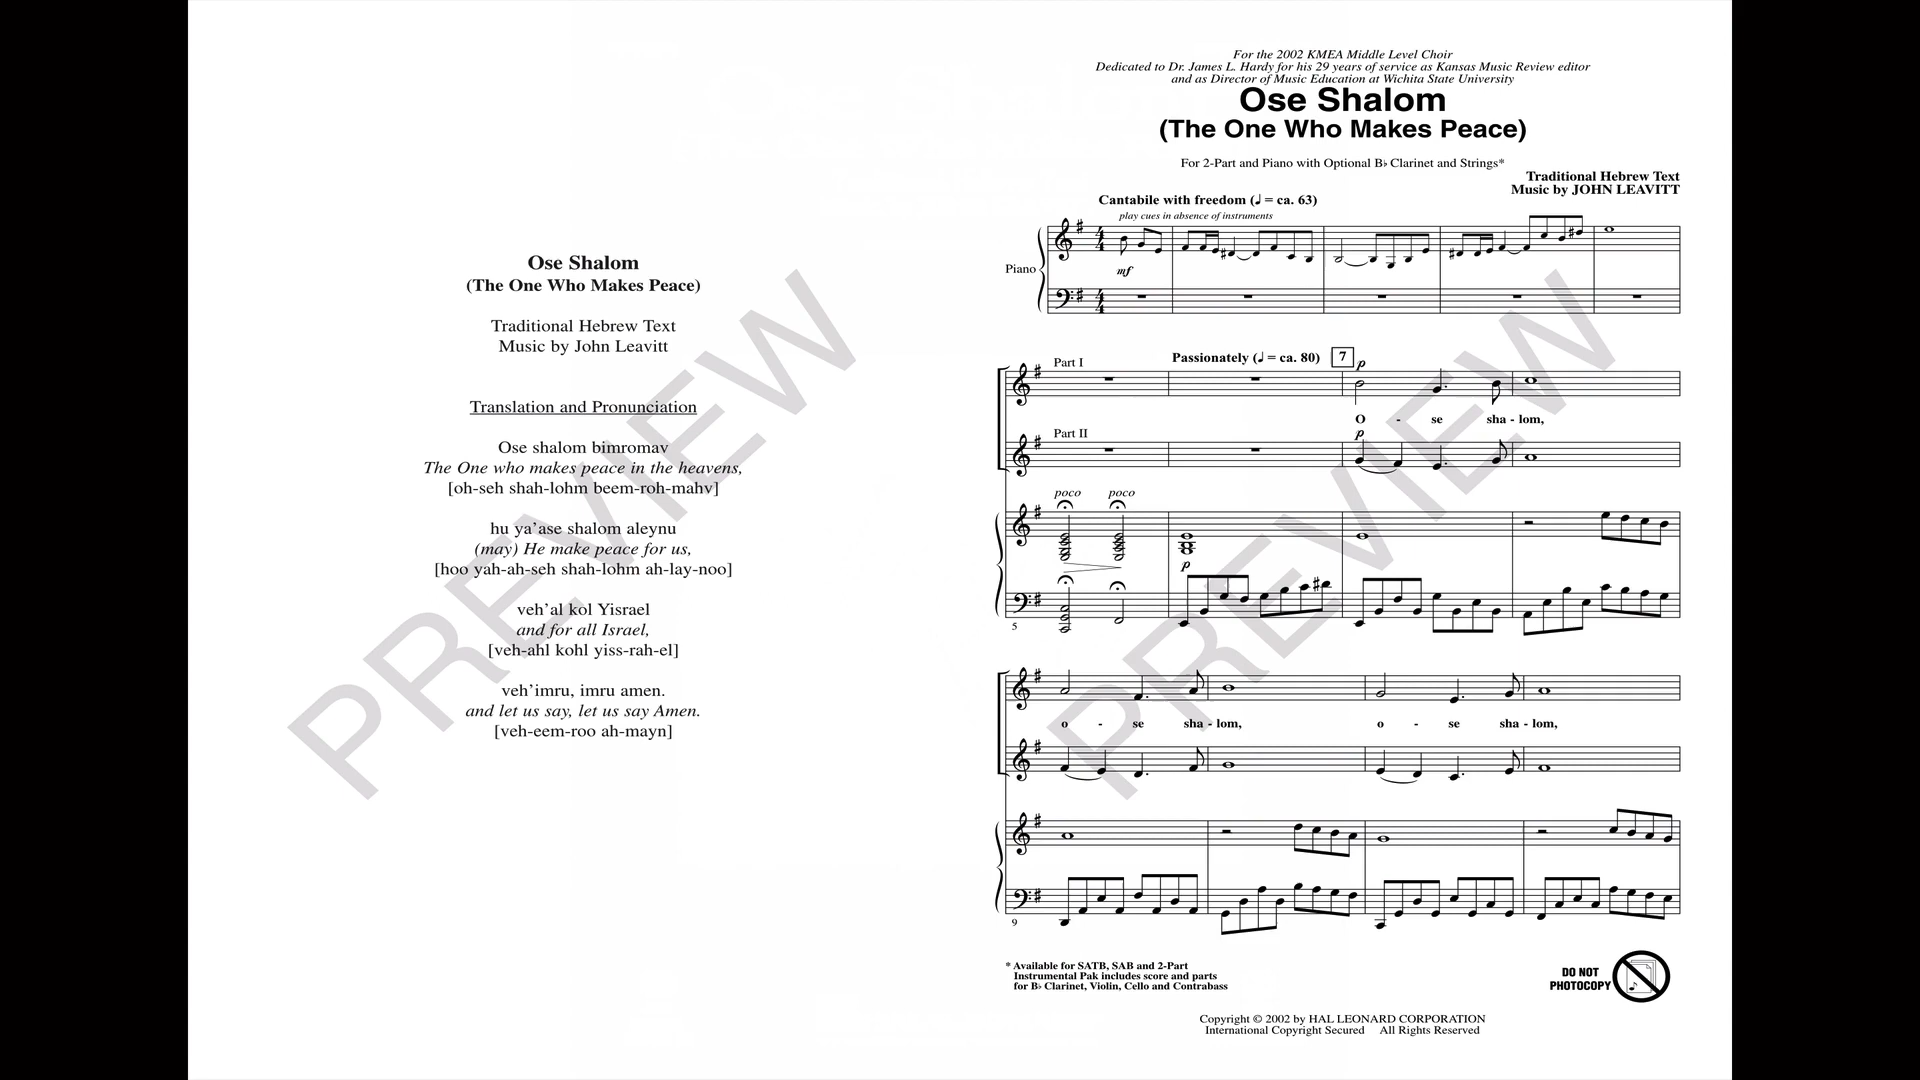 Ose Shalom
(The One Who Makes Peace)
Traditional Hebrew Text
Music by John Leavitt
Translation and Pronunciation
Ose shalom bimromav
The One who makes peace in the heavens,
[oh-seh shah-lohm beem-roh-mahv]
hu ya’ase shalom aleynu
(may) He make peace for us,
[hoo yah-ah-seh shah-lohm ah-lay-noo]
veh’al kol Yisrael
and for all Israel,
[veh-ahl kohl yiss-rah-el]
veh’imru, imru amen.
and let us say, let us say Amen.
[veh-eem-roo ah-mayn]
PREVIEW
For the 2002 KMEA Middle Level Choir
Dedicated to Dr. James L. Hardy for his 29 years of service as Kansas Music Review editor
and as Director of Music Education at Wichita State University
Ose Shalom
(The One Who Makes Peace)
For 2-Part and Piano with Optional B♭ Clarinet and Strings*
Traditional Hebrew Text
Music by JOHN LEAVITT
Cantabile with freedom (♩ = ca. 63)
play cues in absence of instruments
Piano
mf
Part I
Passionately (♩ = ca. 80) 7 p
O - se sha - lom,
Part II
p
poco poco
p
5
o - se sha - lom, o - se sha - lom,
9
PREVIEW
* Available for SATB, SAB and 2-Part
Instrumental Pak includes score and parts
for B♭ Clarinet, Violin, Cello and Contrabass
DO NOT
PHOTOCOPY
Copyright © 2002 by HAL LEONARD CORPORATION
International Copyright Secured All Rights Reserved